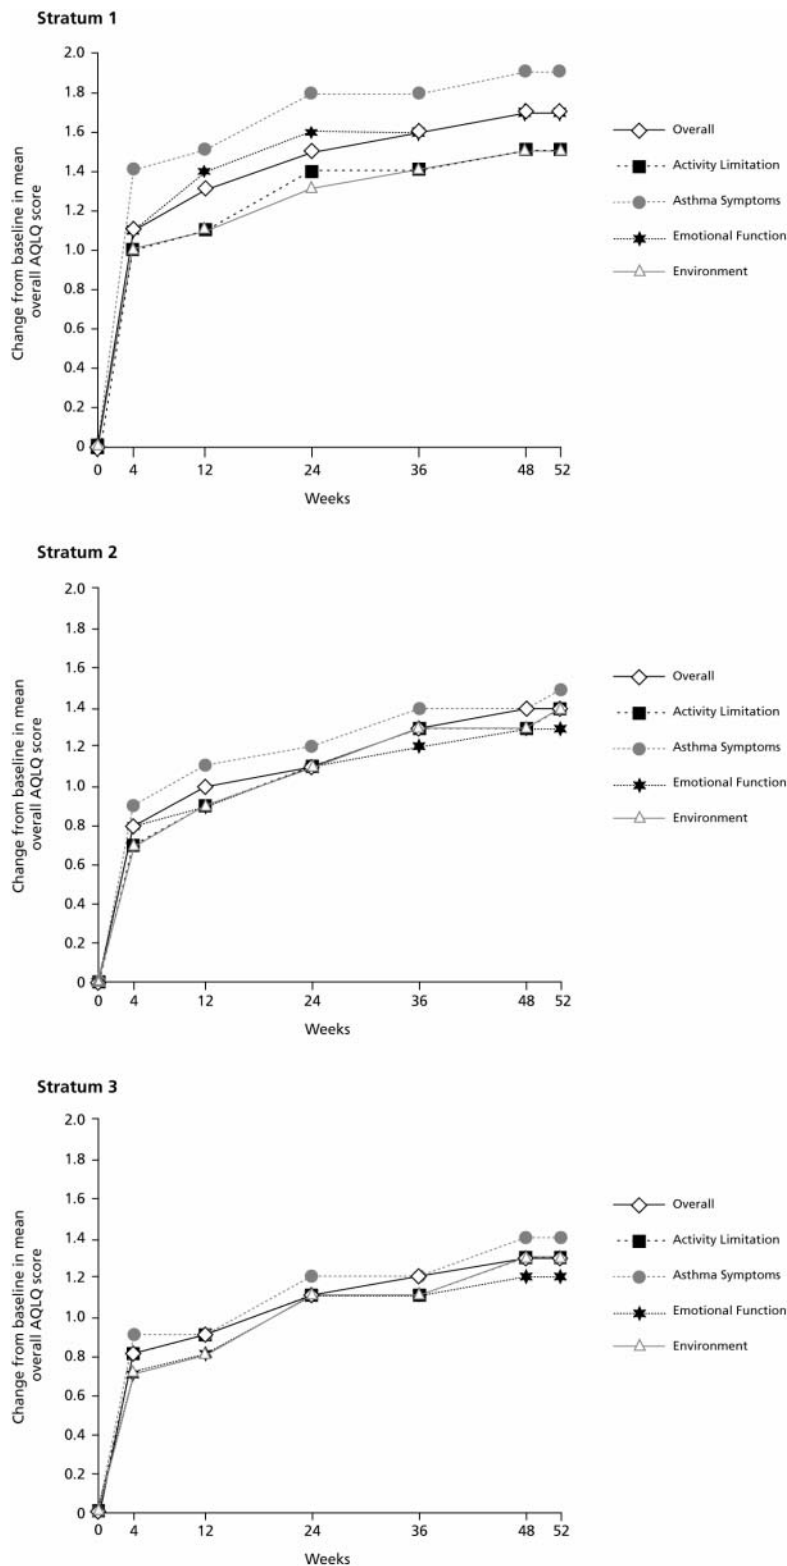 Stratum 1
2.0
1.8
1.6
1.4
1.2
1.0
0.8
0.6
0.4
0.2
0
Change from baseline in mean
overall AQLQ score
0 4 12 24 36 48 52
Weeks
Overall
Activity Limitation
Asthma Symptoms
Emotional Function
Environment
Stratum 2
2.0
1.8
1.6
1.4
1.2
1.0
0.8
0.6
0.4
0.2
0
Change from baseline in mean
overall AQLQ score
0 4 12 24 36 48 52
Weeks
Overall
Activity Limitation
Asthma Symptoms
Emotional Function
Environment
Stratum 3
2.0
1.8
1.6
1.4
1.2
1.0
0.8
0.6
0.4
0.2
0
Change from baseline in mean
overall AQLQ score
0 4 12 24 36 48 52
Weeks
Overall
Activity Limitation
Asthma Symptoms
Emotional Function
Environment